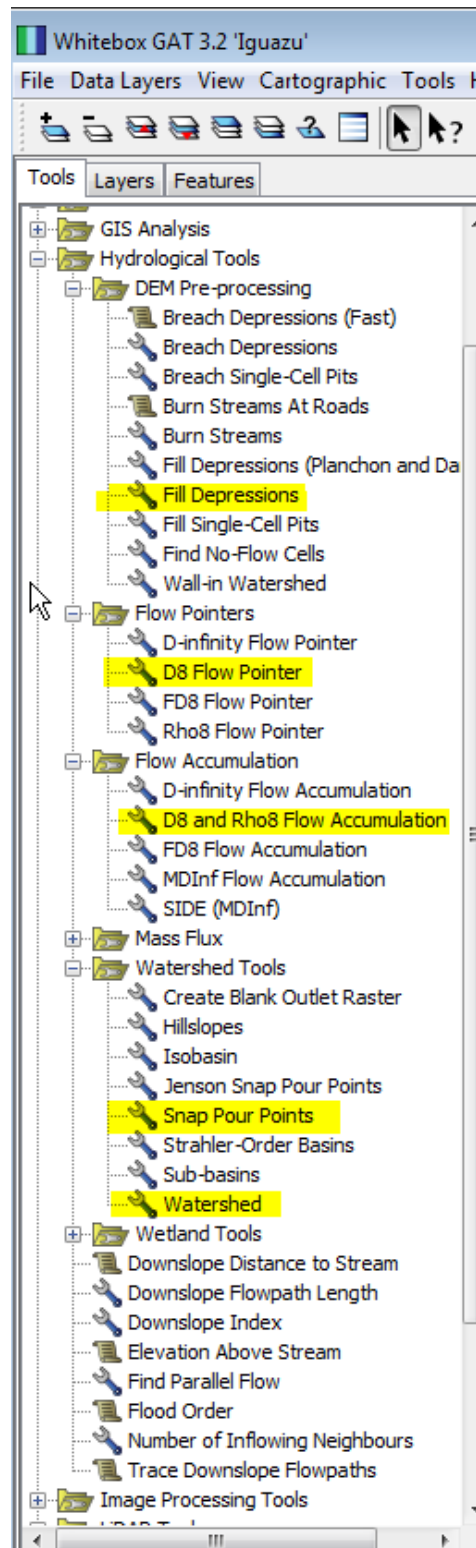 Whitebox GAT 3.2 'Iguazu'
File Data Layers View Cartographic Tools
?
Tools Layers Features
GIS Analysis
Hydrological Tools
DEM Pre-processing
Breach Depressions (Fast)
Breach Depressions
Breach Single-Cell Pits
Burn Streams At Roads
Burn Streams
Fill Depressions (Planchon and Da
Fill Depressions
Fill Single-Cell Pits
Find No-Flow Cells
Wall-in Watershed
Flow Pointers
D-infinity Flow Pointer
D8 Flow Pointer
FD8 Flow Pointer
Rho8 Flow Pointer
Flow Accumulation
D-infinity Flow Accumulation
D8 and Rho8 Flow Accumulation
FD8 Flow Accumulation
MDInf Flow Accumulation
SIDE (MDInf)
Mass Flux
Watershed Tools
Create Blank Outlet Raster
Hillslopes
Isobasin
Jenson Snap Pour Points
Snap Pour Points
Strahler-Order Basins
Sub-basins
Watershed
Wetland Tools
Downslope Distance to Stream
Downslope Flowpath Length
Downslope Index
Elevation Above Stream
Find Parallel Flow
Flood Order
Number of Inflowing Neighbours
Trace Downslope Flowpaths
Image Processing Tools